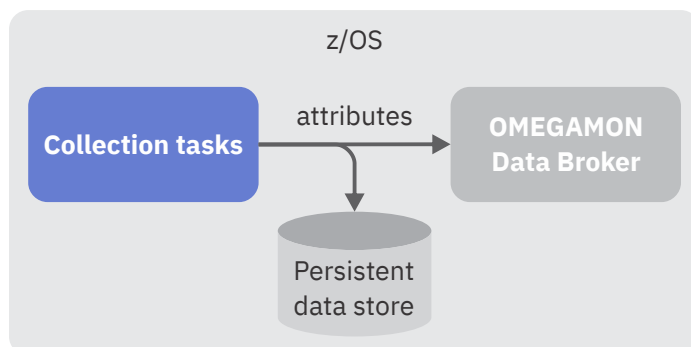 z/OS
Collection tasks
attributes
OMEGAMON
Data Broker
Persistent
data store